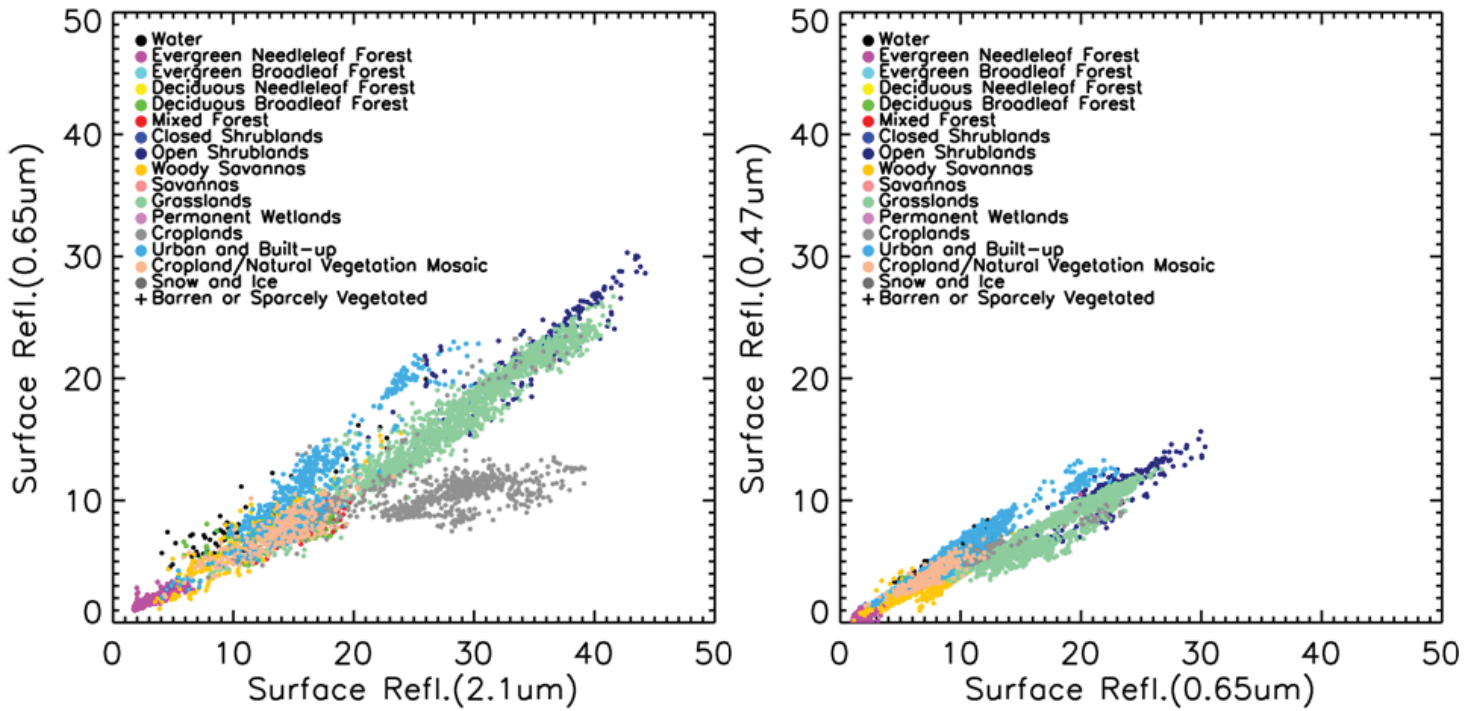 50
40
30
20
10
0
Surface Refl.(0.65um)
Water
Evergreen Needleleaf Forest
Evergreen Broadleaf Forest
Deciduous Needleleaf Forest
Deciduous Broadleaf Forest
Mixed Forest
Closed Shrublands
Open Shrublands
Woody Savannas
Savannas
Grasslands
Permanent Wetlands
Croplands
Urban and Built-up
Cropland/Natural Vegetation Mosaic
Snow and Ice
+ Barren or Sparcely Vegetated
0 10 20 30 40 50
Surface Refl.(2.1um)
50
40
30
20
10
0
Surface Refl.(0.47um)
Water
Evergreen Needleleaf Forest
Evergreen Broadleaf Forest
Deciduous Needleleaf Forest
Deciduous Broadleaf Forest
Mixed Forest
Closed Shrublands
Open Shrublands
Woody Savannas
Savannas
Grasslands
Permanent Wetlands
Croplands
Urban and Built-up
Cropland/Natural Vegetation Mosaic
Snow and Ice
+ Barren or Sparcely Vegetated
0 10 20 30 40 50
Surface Refl.(0.65um)